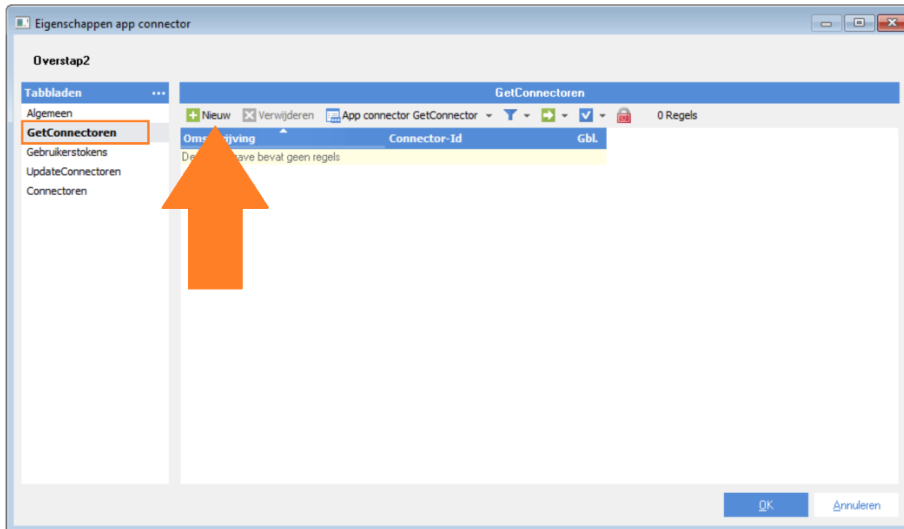 Eigenschappen app connector
Overstap2
Tabbladen ...
Algemeen
GetConnectoren
Gebruikerstokens
UpdateConnectoren
Connectoren
GetConnectoren
Nieuw Verwijderen App connector GetConnector 0 Regels
Connector-Id Gbl.
bevat geen regels
OK Annuleren